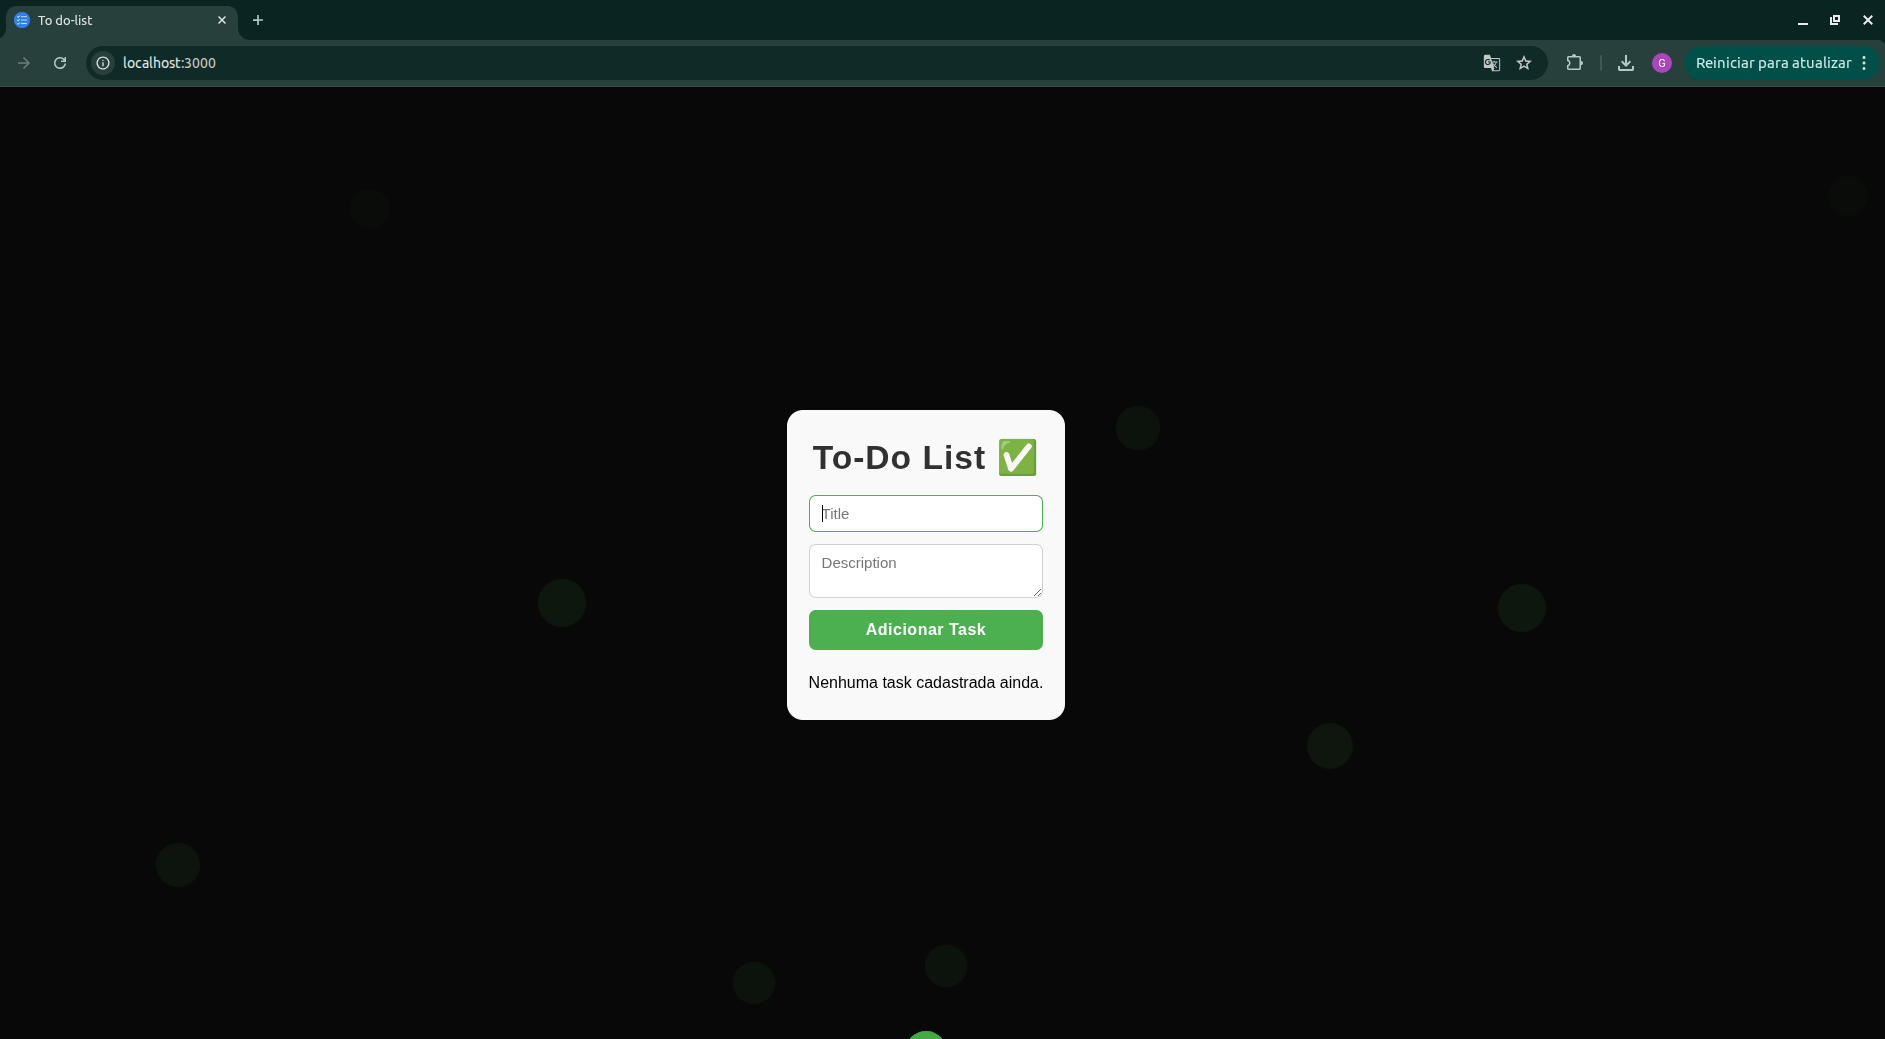 To do-list
localhost:3000
G
Reiniciar para atualizar
To-Do List ✅
Title
Description
Adicionar Task
Nenhuma task cadastrada ainda.